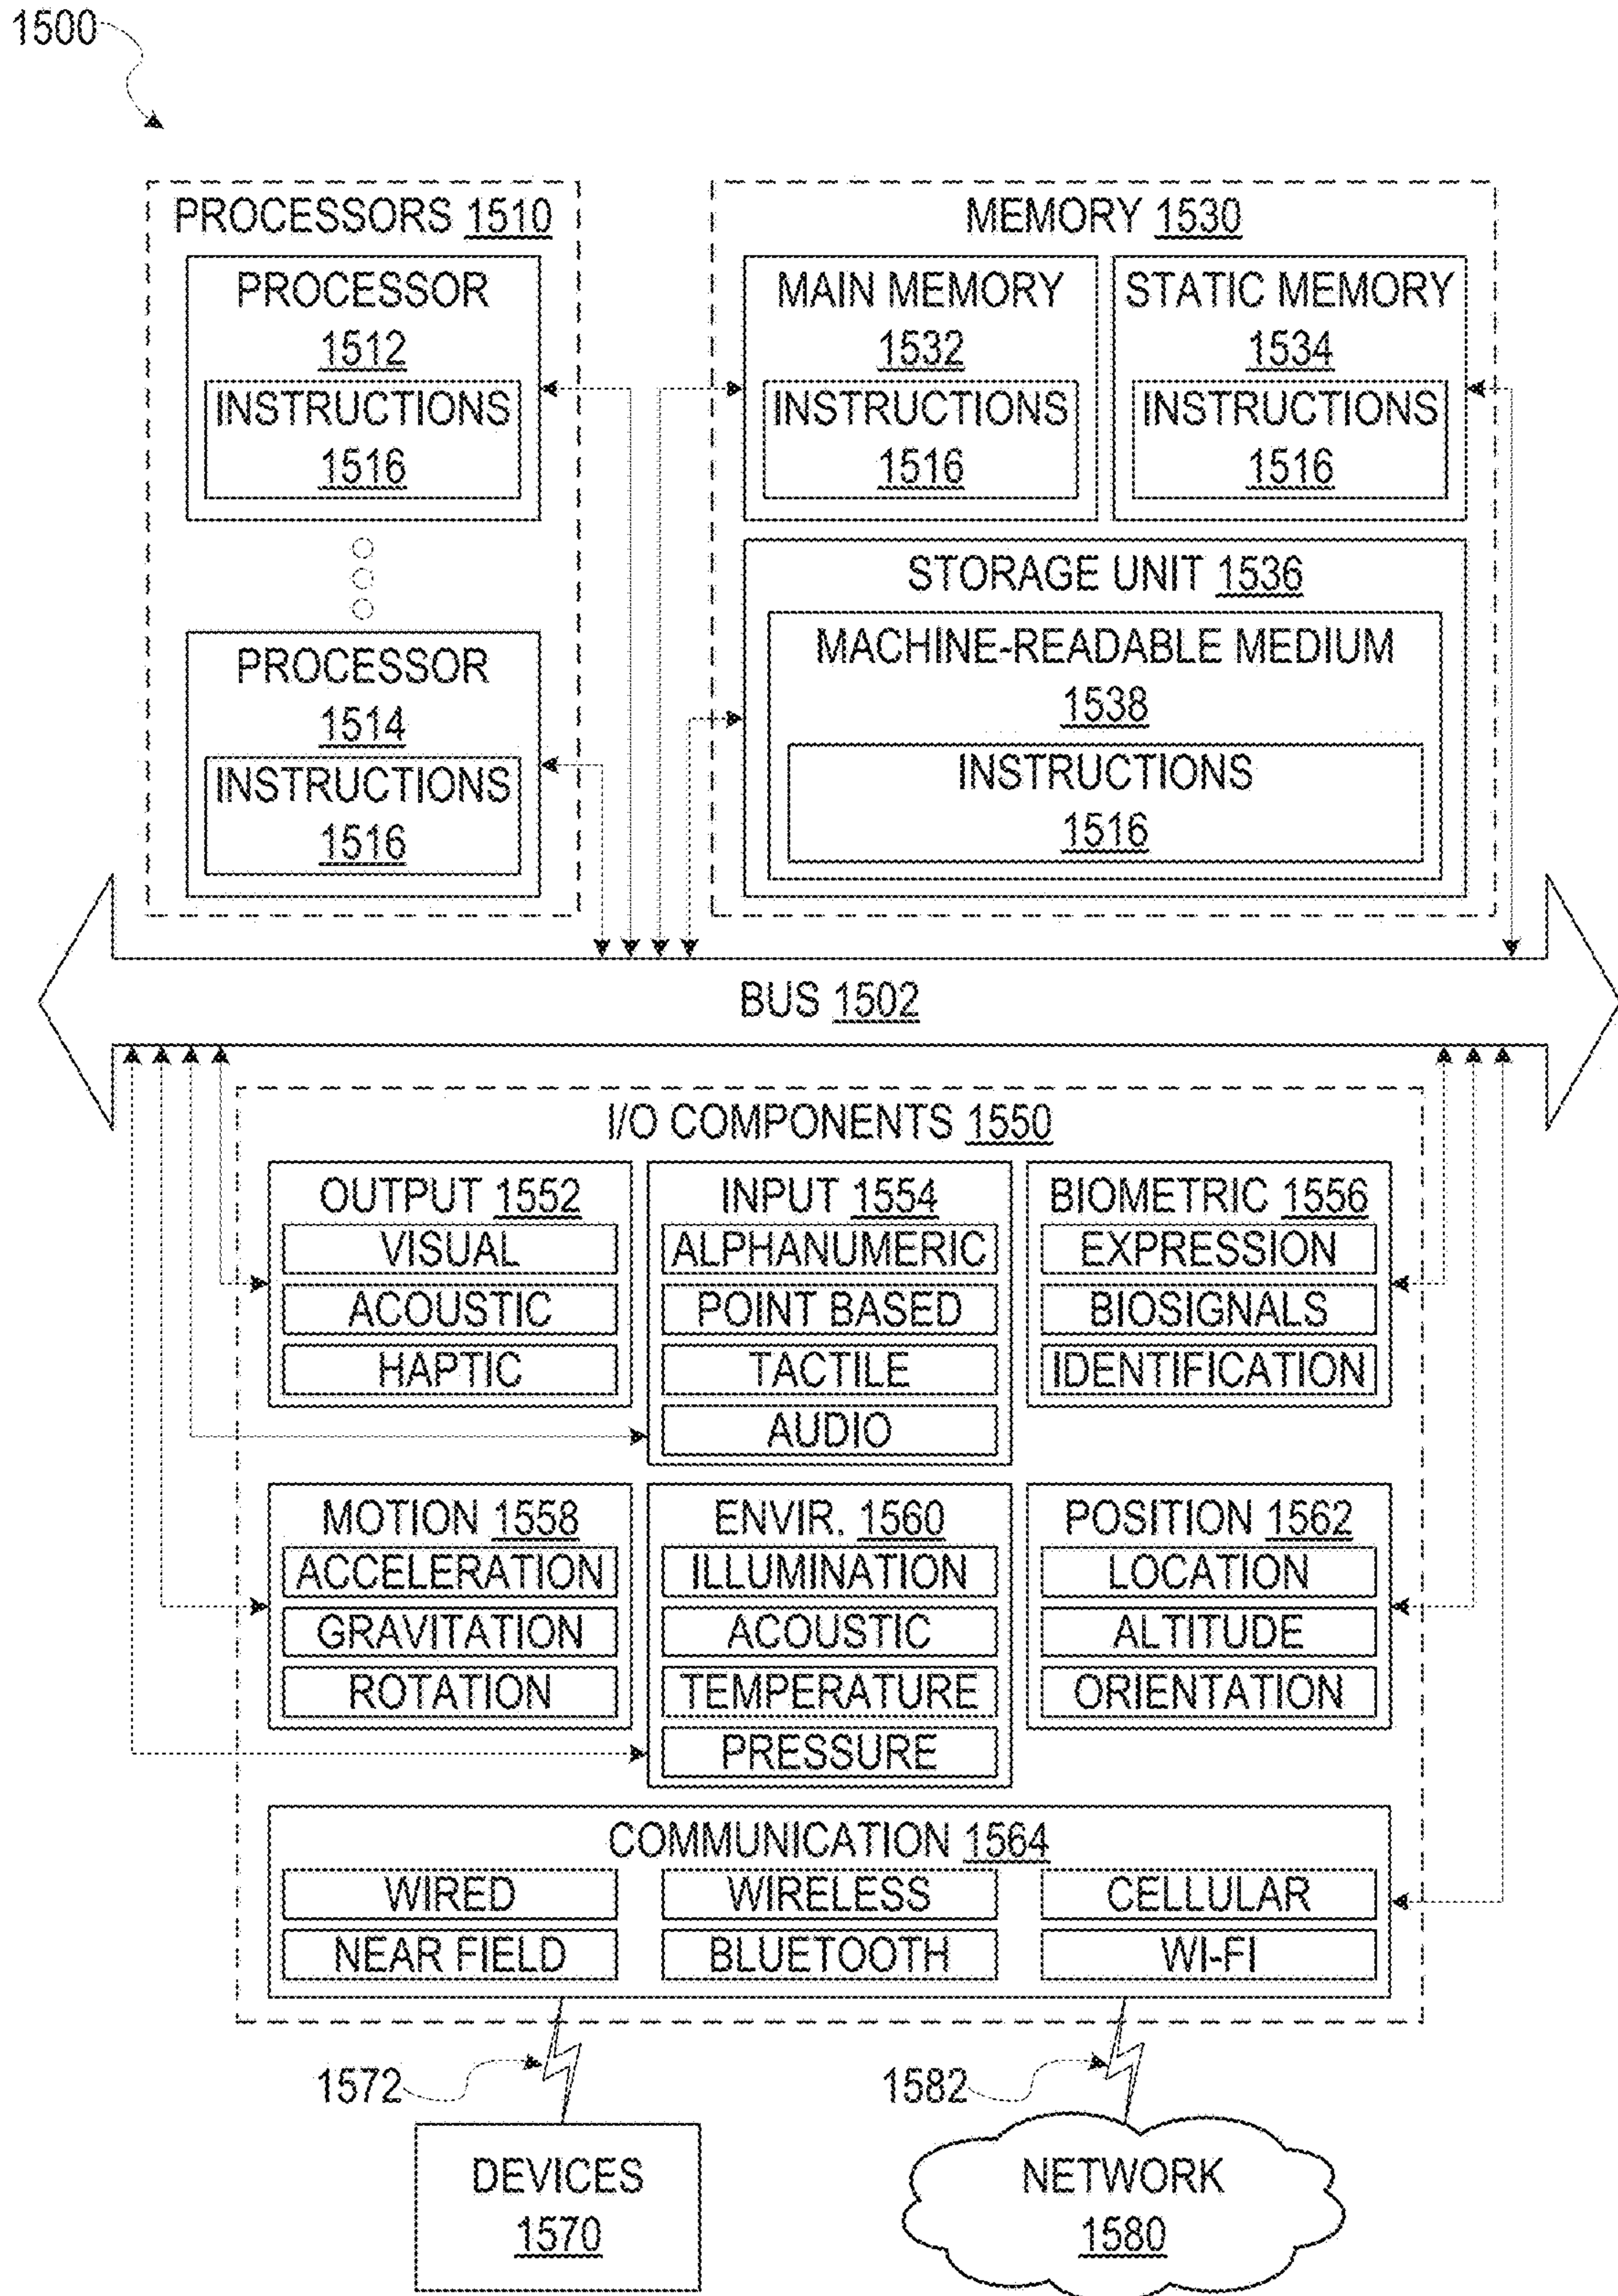 1500
PROCESSORS 1510
PROCESSOR
1512
INSTRUCTIONS
1516
PROCESSOR
1514
INSTRUCTIONS
1516
MEMORY 1530
MAIN MEMORY
1532
INSTRUCTIONS
1516
STATIC MEMORY
1534
INSTRUCTIONS
1516
STORAGE UNIT 1536
MACHINE-READABLE MEDIUM
1538
INSTRUCTIONS
1516
BUS 1502
I/O COMPONENTS 1550
OUTPUT 1552
VISUAL
ACOUSTIC
HAPTIC
INPUT 1554
ALPHANUMERIC
POINT BASED
TACTILE
AUDIO
BIOMETRIC 1556
EXPRESSION
BIOSIGNALS
IDENTIFICATION
MOTION 1558
ACCELERATION
GRAVITATION
ROTATION
ENVIR. 1560
ILLUMINATION
ACOUSTIC
TEMPERATURE
PRESSURE
POSITION 1562
LOCATION
ALTITUDE
ORIENTATION
COMMUNICATION 1564
WIRED
WIRELESS
CELLULAR
NEAR FIELD
BLUETOOTH
WI-FI
1572
1582
DEVICES
1570
NETWORK
1580